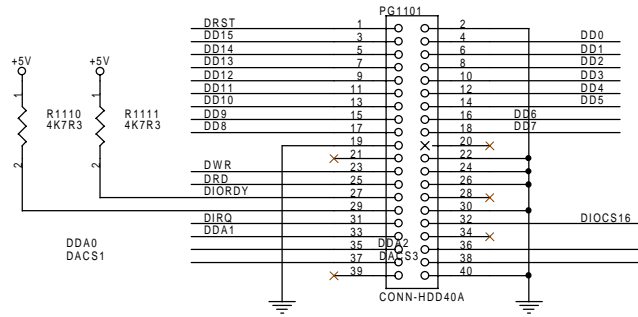 PG1101
DRST 1 2
DD15 3 4 DD0
DD14 5 6 DD1
DD13 7 8 DD2
DD12 9 10 DD3
DD11 11 12 DD4
DD10 13 14 DD5
DD9 15 16 DD6
DD8 17 18 DD7
19 20
21 22
DWR 23 24
DRD 25 26
DIORDY 27 28
29 30
DIRQ 31 32 DIOCS16
DDA1 33 34
DDA0 35 DDA2 36
DACS1 37 DACS3 38
39 40
CONN-HDD40A
+5V +5V
1 1
R1110 R1111
4K7R3 4K7R3
2 2